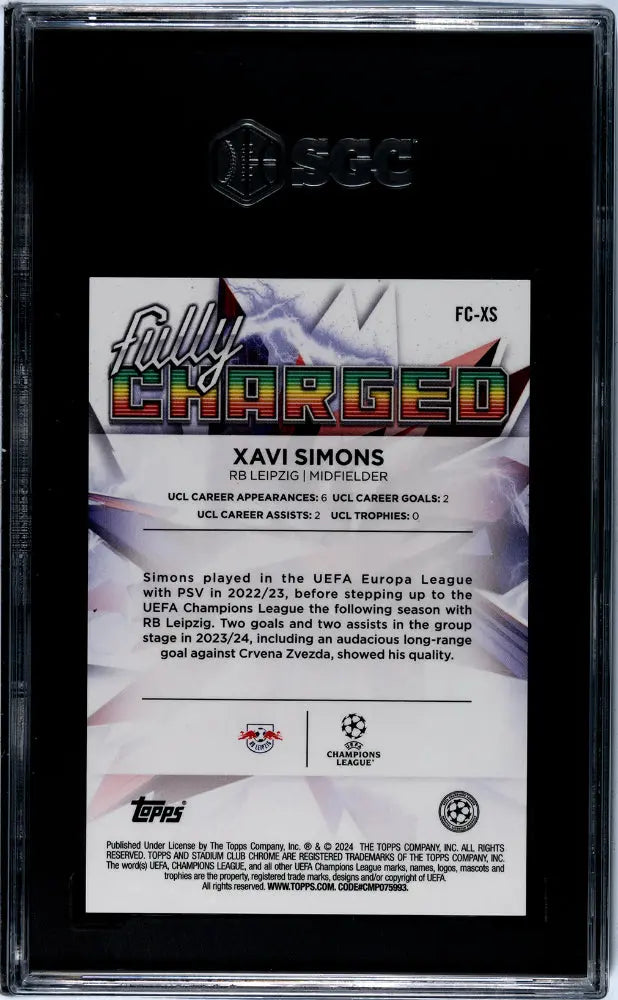 SGC
FC-XS
fully
CHARGED
XAVI SIMONS
RB LEIPZIG | MIDFIELDER
UCL CAREER APPEARANCES: 6 UCL CAREER GOALS: 2
UCL CAREER ASSISTS: 2 UCL TROPHIES: 0
Simons played in the UEFA Europa League
with PSV in 2022/23, before stepping up to the
UEFA Champions League the following season with
RB Leipzig. Two goals and two assists in the group
stage in 2023/24, including an audacious long-range
goal against Crvena Zvezda, showed his quality.
RB LEIPZIG
UEFA
CHAMPIONS
LEAGUE®
topps®
Published Under License by The Topps Company, Inc. ® & © 2024 THE TOPPS COMPANY, INC. ALL RIGHTS
RESERVED. TOPPS AND STADIUM CLUB CHROME ARE REGISTERED TRADEMARKS OF THE TOPPS COMPANY, INC.
The word(s) UEFA, CHAMPIONS LEAGUE, and all other UEFA Champions League marks, names, logos, mascots and
trophies are the property, registered trade marks, designs and/or copyright of UEFA.
All rights reserved. WWW.TOPPS.COM. CODE#CMP075993.